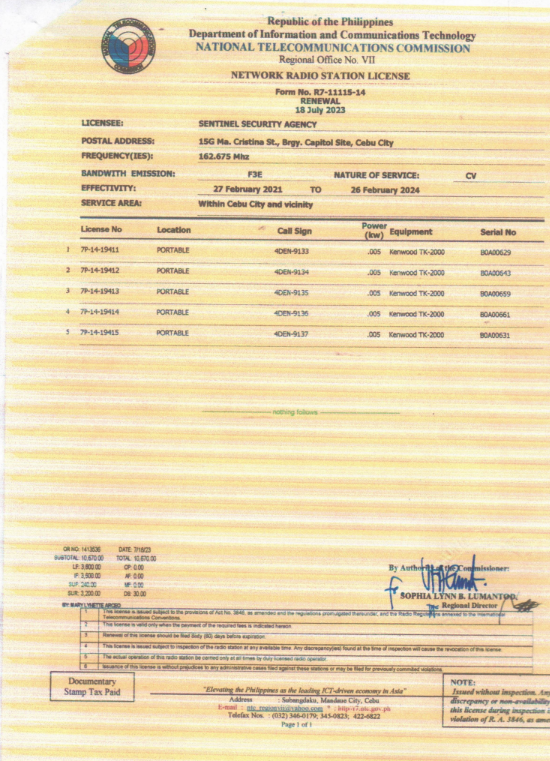 Republic of the Philippines
Department of Information and Communications Technology
NATIONAL TELECOMMUNICATIONS COMMISSION
Regional Office No. VII
NETWORK RADIO STATION LICENSE
Form No. R7-11115-14
RENEWAL
18 July 2023
LICENSEE: SENTINEL SECURITY AGENCY
POSTAL ADDRESS: 15G Ma. Cristina St., Brgy. Capitol Site, Cebu City
FREQUENCY(IES): 162.675 Mhz
BANDWITH EMISSION: F3E NATURE OF SERVICE: CV
EFFECTIVITY: 27 February 2021 TO 26 February 2024
SERVICE AREA: Within Cebu City and vicinity
License No Location Call Sign Power (kw) Equipment Serial No
1 7P-14-19411 PORTABLE 4DEN-9133 .005 Kenwood TK-2000 B0A00629
2 7P-14-19412 PORTABLE 4DEN-9134 .005 Kenwood TK-2000 B0A00643
3 7P-14-19413 PORTABLE 4DEN-9135 .005 Kenwood TK-2000 B0A00659
4 7P-14-19414 PORTABLE 4DEN-9136 .005 Kenwood TK-2000 B0A00661
5 7P-14-19415 PORTABLE 4DEN-9137 .005 Kenwood TK-2000 B0A00631
nothing follows
OR NO: 1413536 DATE: 7/18/23
SUBTOTAL: 10,670.00 TOTAL: 10,670.00
LF: 3,600.00 CP: 0.00
IF: 3,500.00 AF: 0.00
SUF: 240.00 MF: 0.00
SUR: 2,200.00 DS: 30.00
By Authority of the Commissioner:
SOPHIA LYNN B. LUMANTOD
Regional Director
BY: MARY LYNETTE
1 This license is issued subject to the provisions of Act No. 3846, as amended and the regulations promulgated thereunder, and the Radio Regulations annexed to the International
Telecommunications Conventions.
2 This license is valid only when the payment of the required fees is indicated hereon.
3 Renewal of this license should be filed Sixty (60) days before expiration.
4 This license is issued subject to inspection of the radio station at any available time. Any discrepancy(ies) found at the time of inspection will cause the revocation of this license.
5 The actual operation of this radio station be carried only at all times by duly licensed radio operator.
6 Issuance of this license is without prejudices to any administrative cases filed against these stations or may be filed for previously commited violations.
Documentary
Stamp Tax Paid
"Elevating the Philippines as the leading ICT-driven economy in Asia"
Address : Subangdaku, Mandaue City, Cebu
E-mail : ntc_region
Telefax Nos. : (032) 346-0179; 345-0823; 422-6822
Page 1 of 1
NOTE:
Issued without inspection. Any
discrepancy or non-availability
this license during inspection
violation of R. A. 3846, as